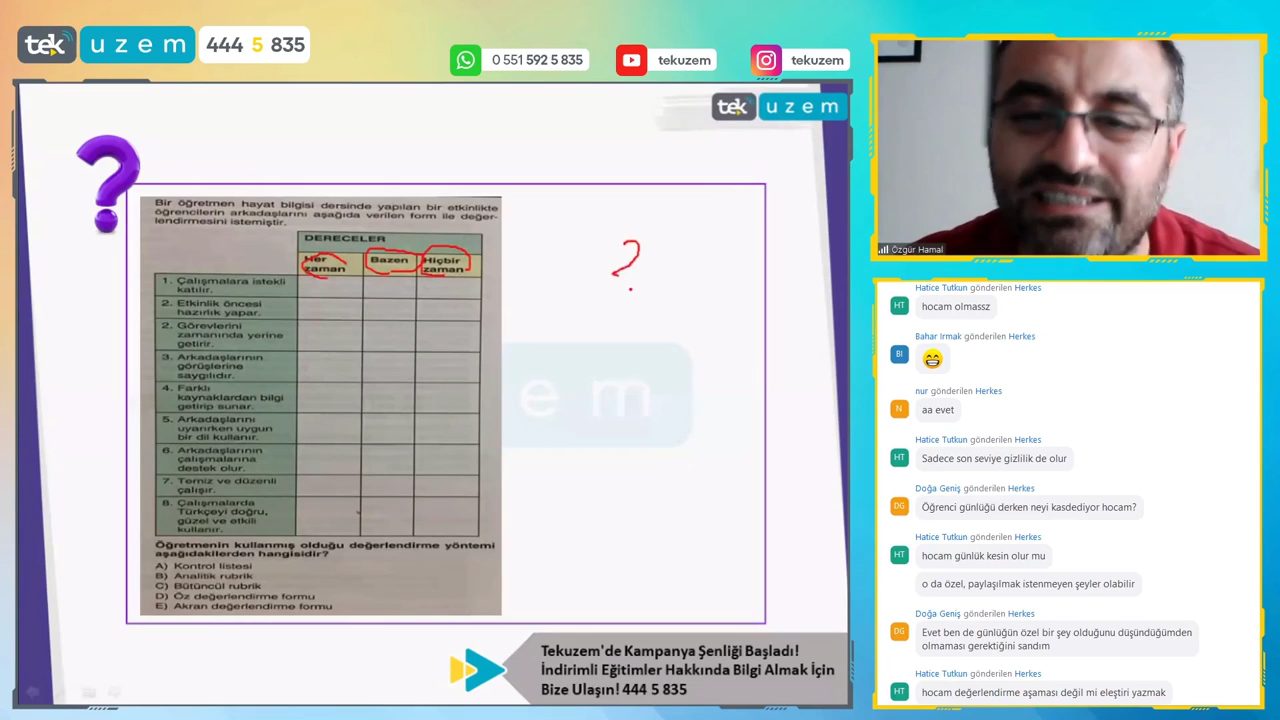 tek uzem 444 5 835
0 551 592 5 835
tekuzem
tekuzem
tek uzem
?
Bir öğretmen hayat bilgisi dersinde yapılan bir etkinlikte
öğrencilerin arkadaşlarını aşağıda verilen form ile değer-
lendirmesini istemiştir.
DERECELER
Her
zaman
Bazen
Hiçbir
zaman
1. Çalışmalara istekli
katılır.
2. Etkinlik öncesi
hazırlık yapar.
2. Görevlerini
zamanında yerine
getirir.
3. Arkadaşlarının
görüşlerine
saygılıdır.
4. Farklı
kaynaklardan bilgi
getirip sunar.
5. Arkadaşlarını
uyarırken uygun
bir dil kullanır.
6. Arkadaşlarının
çalışmalarına
destek olur.
7. Temiz ve düzenli
çalışır.
8. Çalışmalarda
Türkçeyi doğru,
güzel ve etkili
kullanır.
Öğretmenin kullanmış olduğu değerlendirme yöntemi
aşağıdakilerden hangisidir?
A) Kontrol listesi
B) Analitik rubrik
C) Bütüncül rubrik
D) Öz değerlendirme formu
E) Akran değerlendirme formu
?
e m
Tekuzem'de Kampanya Şenliği Başladı!
İndirimli Eğitimler Hakkında Bilgi Almak İçin
Bize Ulaşın! 444 5 835
Özgür Hamal
Hatice Tutkun gönderilen Herkes
HT hocam olmassz
Bahar Irmak gönderilen Herkes
BI
nur gönderilen Herkes
N aa evet
Hatice Tutkun gönderilen Herkes
HT Sadece son seviye gizlilik de olur
Doğa Geniş gönderilen Herkes
DG Öğrenci günlüğü derken neyi kasdediyor hocam?
Hatice Tutkun gönderilen Herkes
HT hocam günlük kesin olur mu
o da özel, paylaşılmak istenmeyen şeyler olabilir
Doğa Geniş gönderilen Herkes
DG Evet ben de günlüğün özel bir şey olduğunu düşündüğümden
olmaması gerektiğini sandım
Hatice Tutkun gönderilen Herkes
HT hocam değerlendirme aşaması değil mi eleştiri yazmak